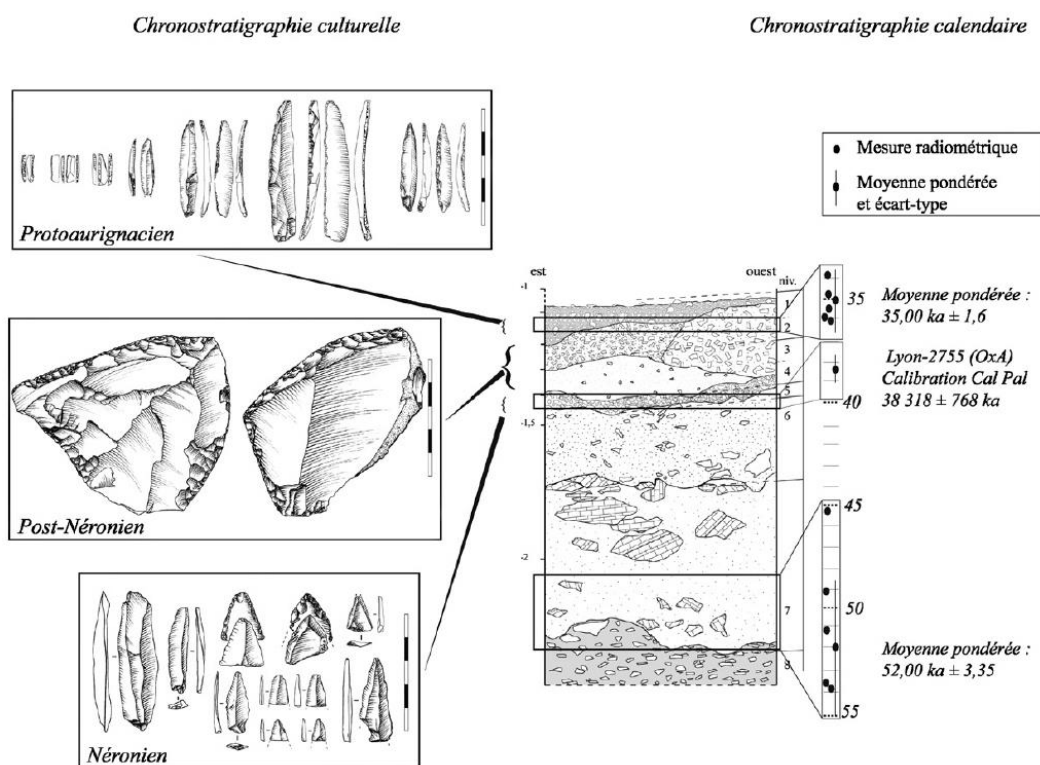 Chronostratigraphie culturelle
Chronostratigraphie calendaire
Protoaurignacien
Post-Néronien
Néronien
Mesure radiométrique
Moyenne pondérée
et écart-type
est
ouest
niv.
-1
-1,5
-2
1
2
3
4
5
6
7
8
35
40
45
50
55
Moyenne pondérée :
35,00 ka ± 1,6
Lyon-2755 (OxA)
Calibration Cal Pal
38 318 ± 768 ka
Moyenne pondérée :
52,00 ka ± 3,35